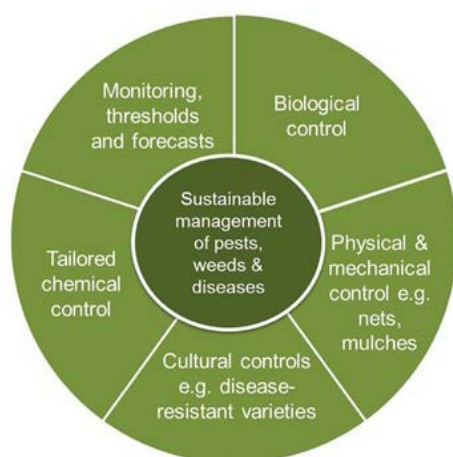 Monitoring,
thresholds
and forecasts
Biological
control
Sustainable
management
of pests,
weeds &
diseases
Tailored
chemical
control
Physical &
mechanical
control e.g.
nets,
mulches
Cultural controls
e.g. disease-
resistant varieties